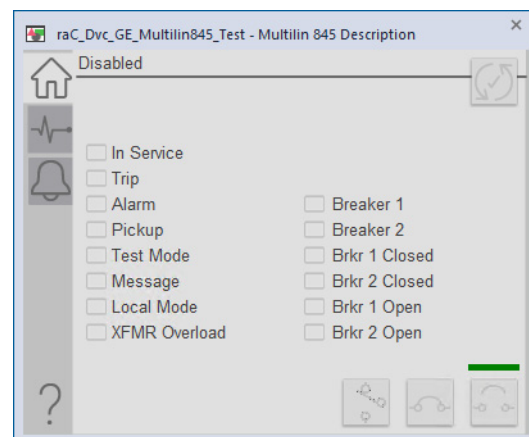 raC_Dvc_GE_Multilin845_Test - Multilin 845 Description
Disabled
In Service
Trip
Alarm
Pickup
Test Mode
Message
Local Mode
XFMR Overload
Breaker 1
Breaker 2
Brkr 1 Closed
Brkr 2 Closed
Brkr 1 Open
Brkr 2 Open
?